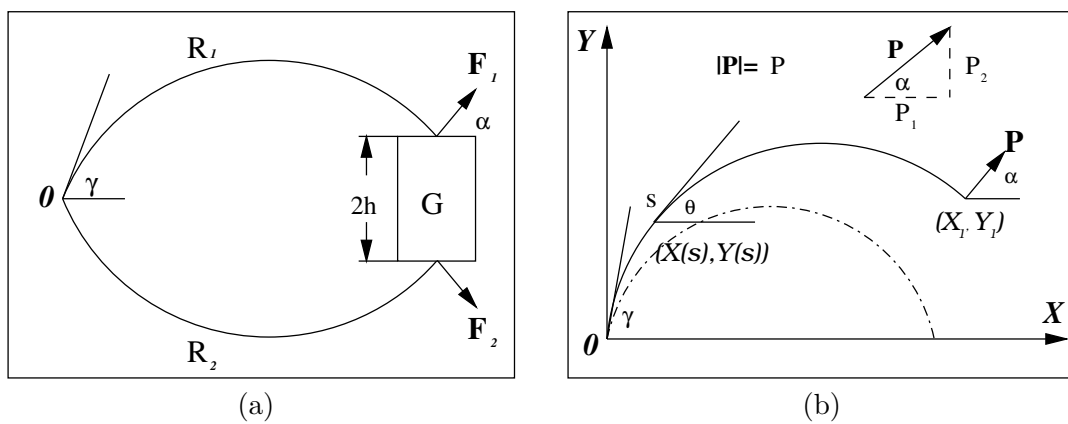 R1
F1
α
γ
0
2h
G
F2
R2
(a)
Y
|P|= P
P
α
P2
P1
P
α
s
θ
(X1, Y1)
(X(s),Y(s))
γ
0
X
(b)